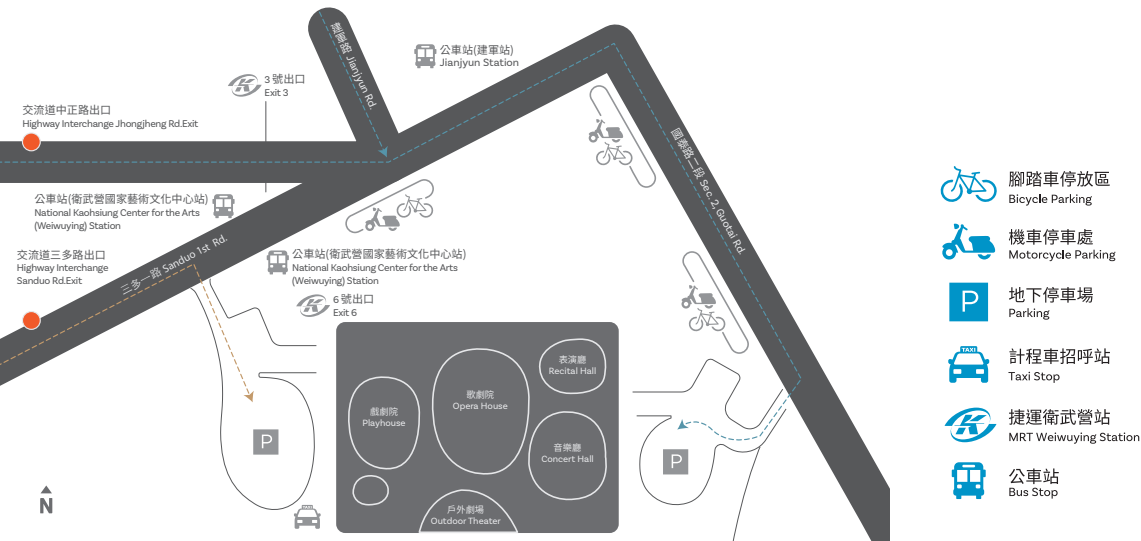 建軍路 Jianjyun Rd.
公車站(建軍站)
Jianjyun Station
3 號出口
Exit 3
交流道中正路出口
Highway Interchange Jhongjheng Rd.Exit
公車站(衛武營國家藝術文化中心站)
National Kaohsiung Center for the Arts
(Weiwuying) Station
國泰路二段 Sec. 2, Guotai Rd.
三多一路 Sanduo 1st Rd.
交流道三多路出口
Highway Interchange
Sanduo Rd.Exit
公車站(衛武營國家藝術文化中心站)
National Kaohsiung Center for the Arts
(Weiwuying) Station
6 號出口
Exit 6
表演廳
Recital Hall
歌劇院
Opera House
戲劇院
Playhouse
音樂廳
Concert Hall
戶外劇場
Outdoor Theater
P
P
TAXI
N
腳踏車停放區
Bicycle Parking
機車停車處
Motorcycle Parking
P
地下停車場
Parking
TAXI
計程車招呼站
Taxi Stop
捷運衛武營站
MRT Weiwuying Station
公車站
Bus Stop